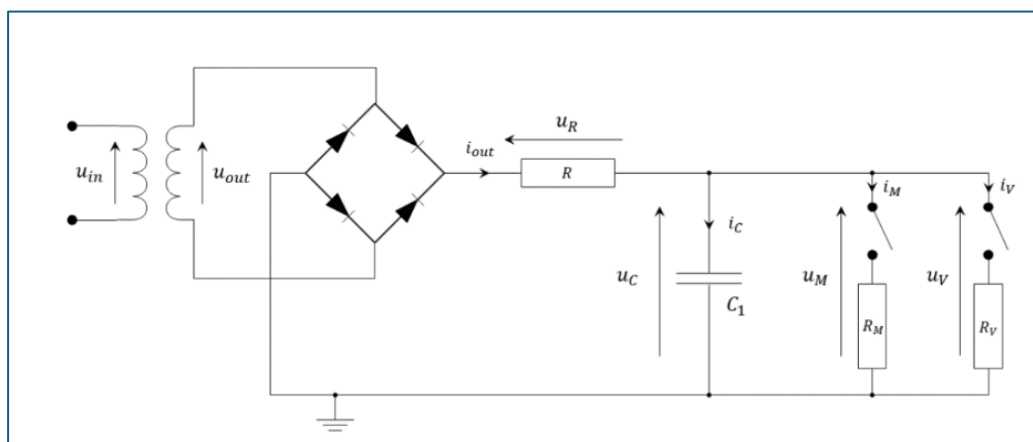 u_R
i_out
R
u_in
u_out
i_M
i_V
i_C
u_C
u_M
u_V
C_1
R_M
R_V